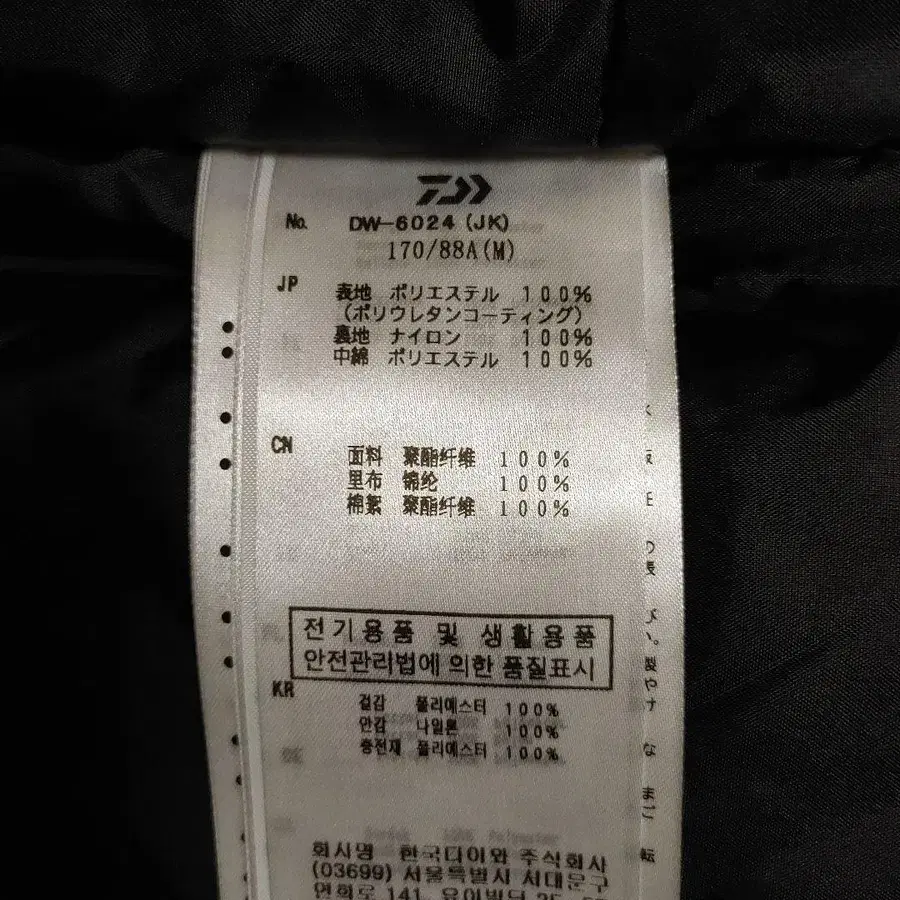 No. DW-6024 (JK)
170/88A(M)
JP
表地 ポリエステル 100%
(ポリウレタンコーティング)
裏地 ナイロン 100%
中綿 ポリエステル 100%
CN
面料 聚酯纤维 100%
里布 锦纶 100%
棉絮 聚酯纤维 100%
전기용품 및 생활용품
안전관리법에 의한 품질표시
KR
겉감 폴리에스터 100%
안감 나일론 100%
충전재 폴리에스터 100%
회사명 한국다이와 주식회사
(03699) 서울특별시 서대문구
연희로 141,